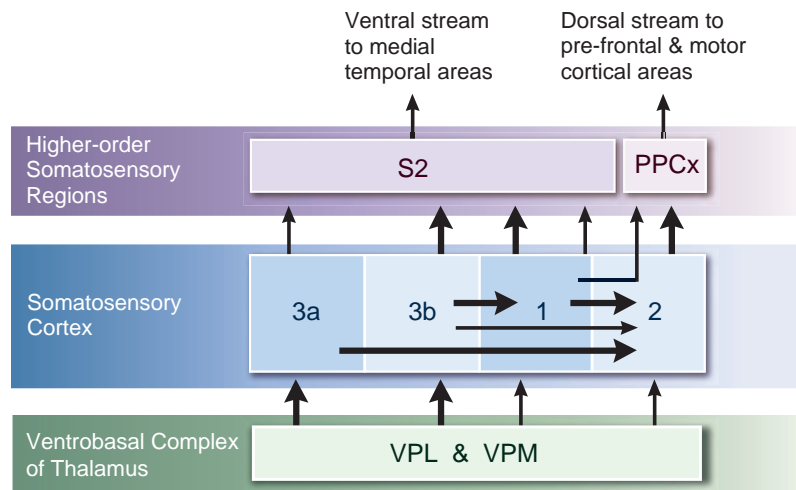 Ventral stream
to medial
temporal areas
Dorsal stream to
pre-frontal & motor
cortical areas
Higher-order
Somatosensory
Regions
S2
PPCx
Somatosensory
Cortex
3a
3b
1
2
Ventrobasal Complex
of Thalamus
VPL & VPM